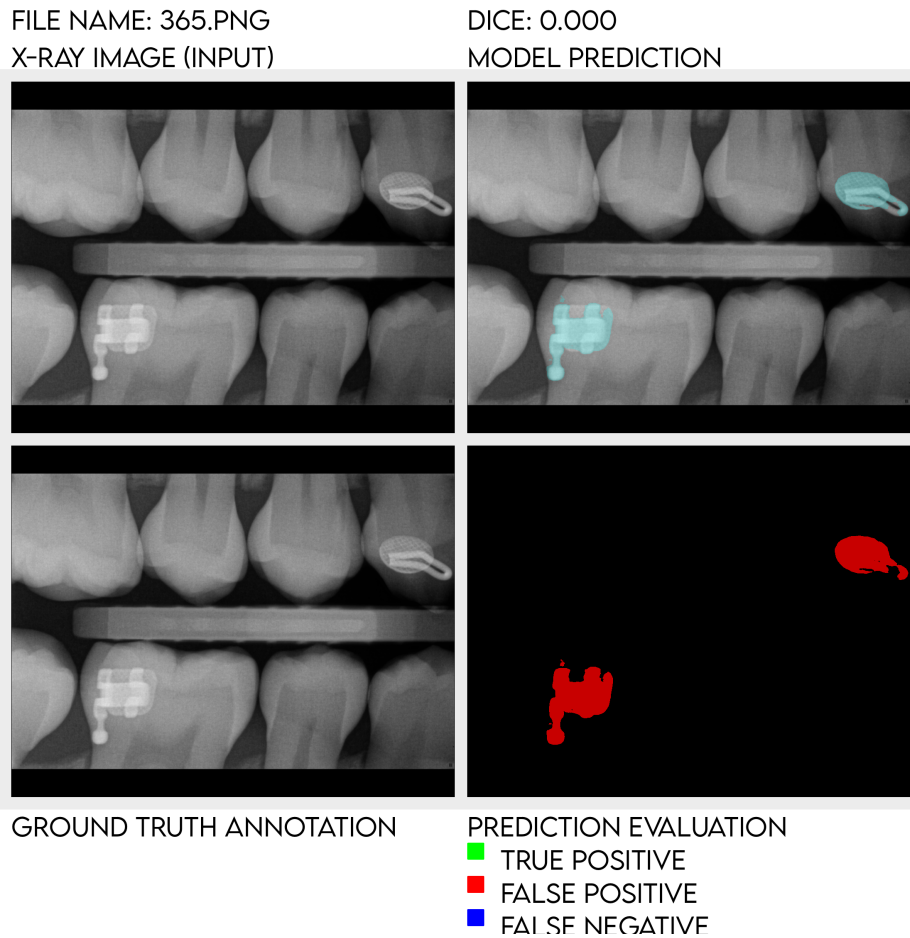 FILE NAME: 365.PNG
DICE: 0.000
X-RAY IMAGE (INPUT)
MODEL PREDICTION
GROUND TRUTH ANNOTATION
PREDICTION EVALUATION
TRUE POSITIVE
FALSE POSITIVE
FALSE NEGATIVE